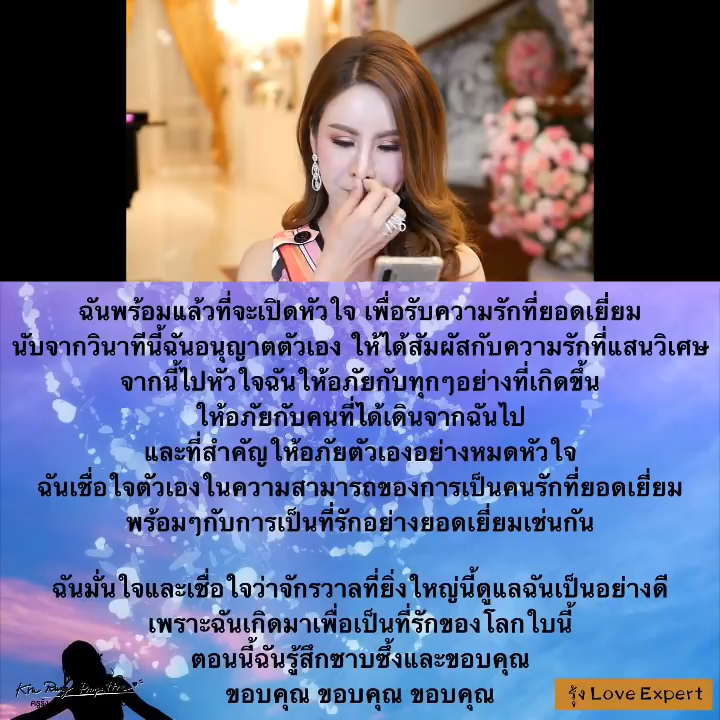 ฉันพร้อมแล้วที่จะเปิดหัวใจ เพื่อรับความรักที่ยอดเยี่ยม
นับจากวินาทีนี้ฉันอนุญาตตัวเอง ให้ได้สัมผัสกับความรักที่แสนวิเศษ
จากนี้ไปหัวใจฉันให้อภัยกับทุกๆอย่างที่เกิดขึ้น
ให้อภัยกับคนที่ได้เดินจากฉันไป
และที่สำคัญให้อภัยตัวเองอย่างหมดหัวใจ
ฉันเชื่อใจตัวเองในความสามารถของการเป็นคนรักที่ยอดเยี่ยม
พร้อมๆกับการเป็นที่รักอย่างยอดเยี่ยมเช่นกัน
ฉันมั่นใจและเชื่อใจว่าจักรวาลที่ยิ่งใหญ่นี้ดูแลฉันเป็นอย่างดี
เพราะฉันเกิดมาเพื่อเป็นที่รักของโลกใบนี้
ตอนนี้ฉันรู้สึกซาบซึ้งและขอบคุณ
ขอบคุณ ขอบคุณ ขอบคุณ
ครูรุ้ง
รุ้ง Love Expert